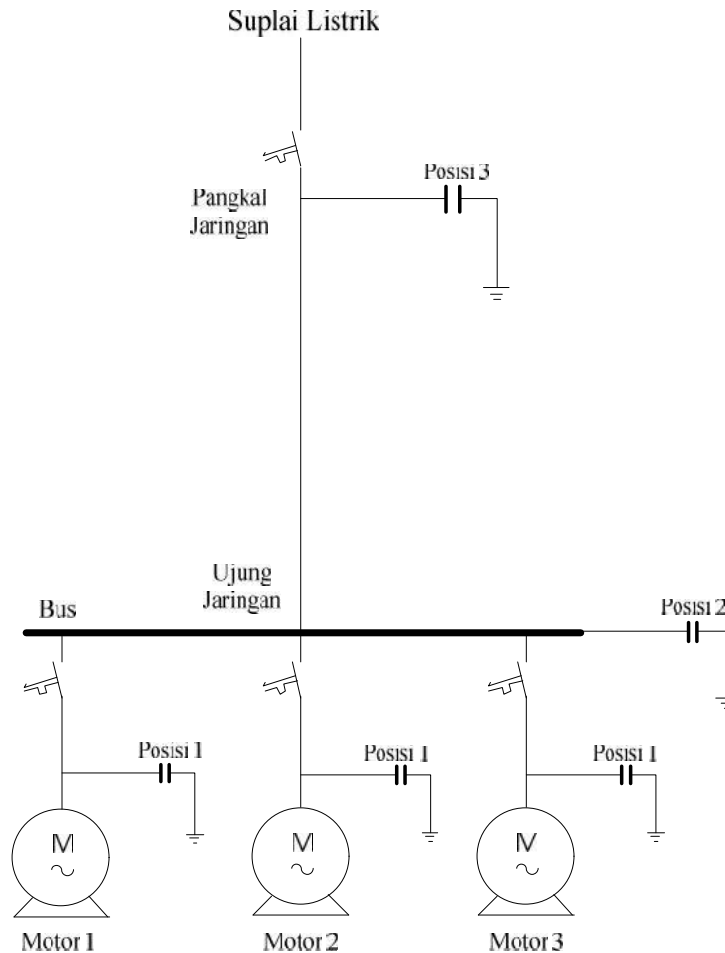 Suplai Listrik
Posisi 3
Pangkal
Jaringan
Ujung
Jaringan
Bus
Posisi 2
Posisi 1
Posisi 1
Posisi 1
M
M
M
Motor 1
Motor 2
Motor 3